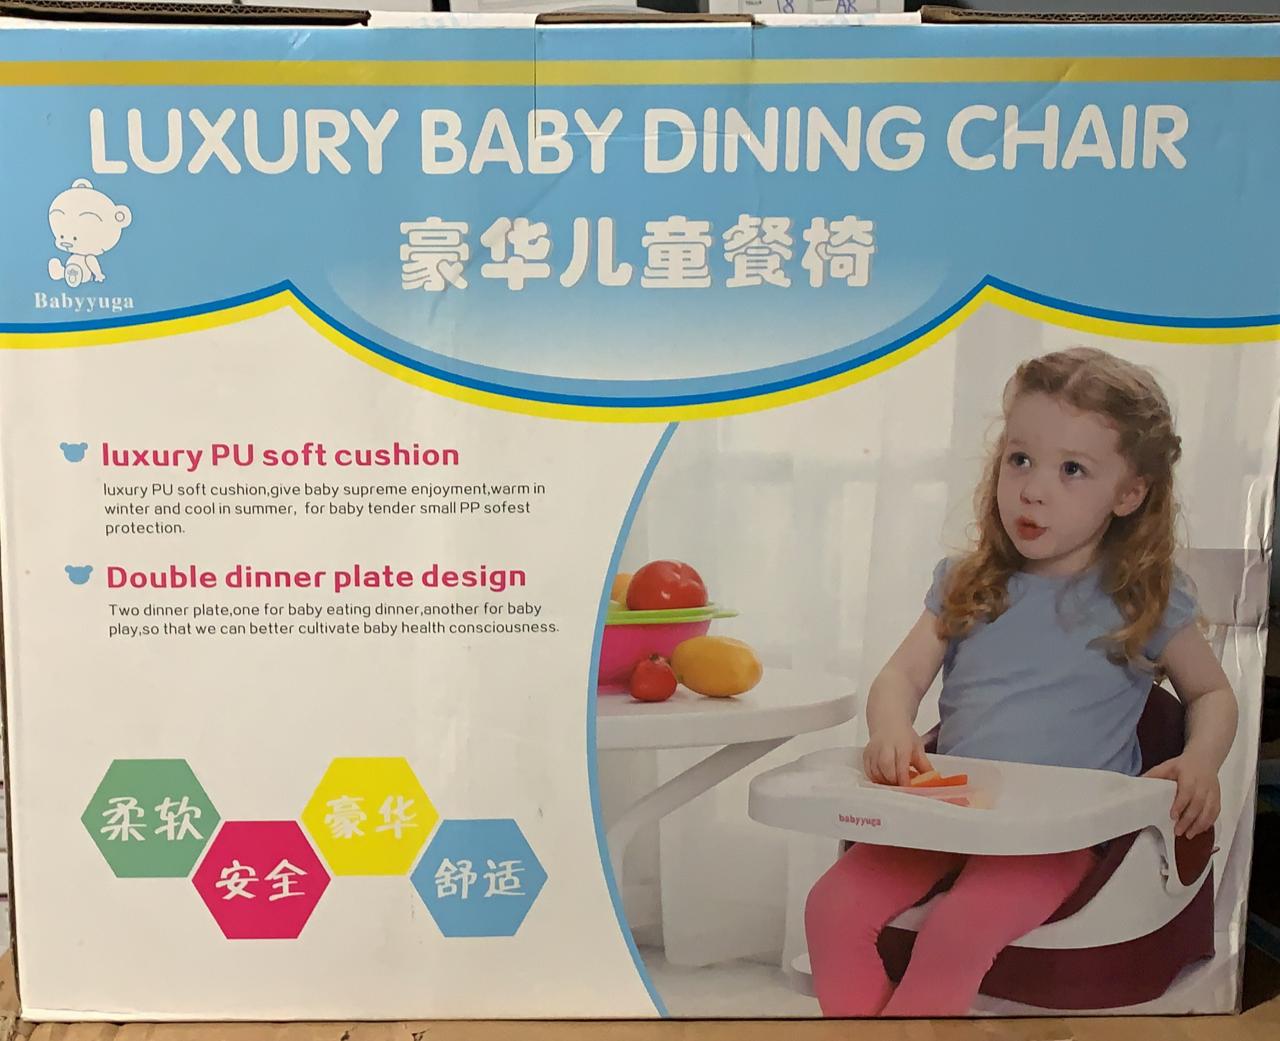 18 AR
LUXURY BABY DINING CHAIR
豪华儿童餐椅
Babyyuga
luxury PU soft cushion
luxury PU soft cushion,give baby supreme enjoyment,warm in
winter and cool in summer, for baby tender small PP sofest
protection.
Double dinner plate design
Two dinner plate,one for baby eating dinner,another for baby
play,so that we can better cultivate baby health consciousness.
柔软
豪华
安全
舒适
babyyuga